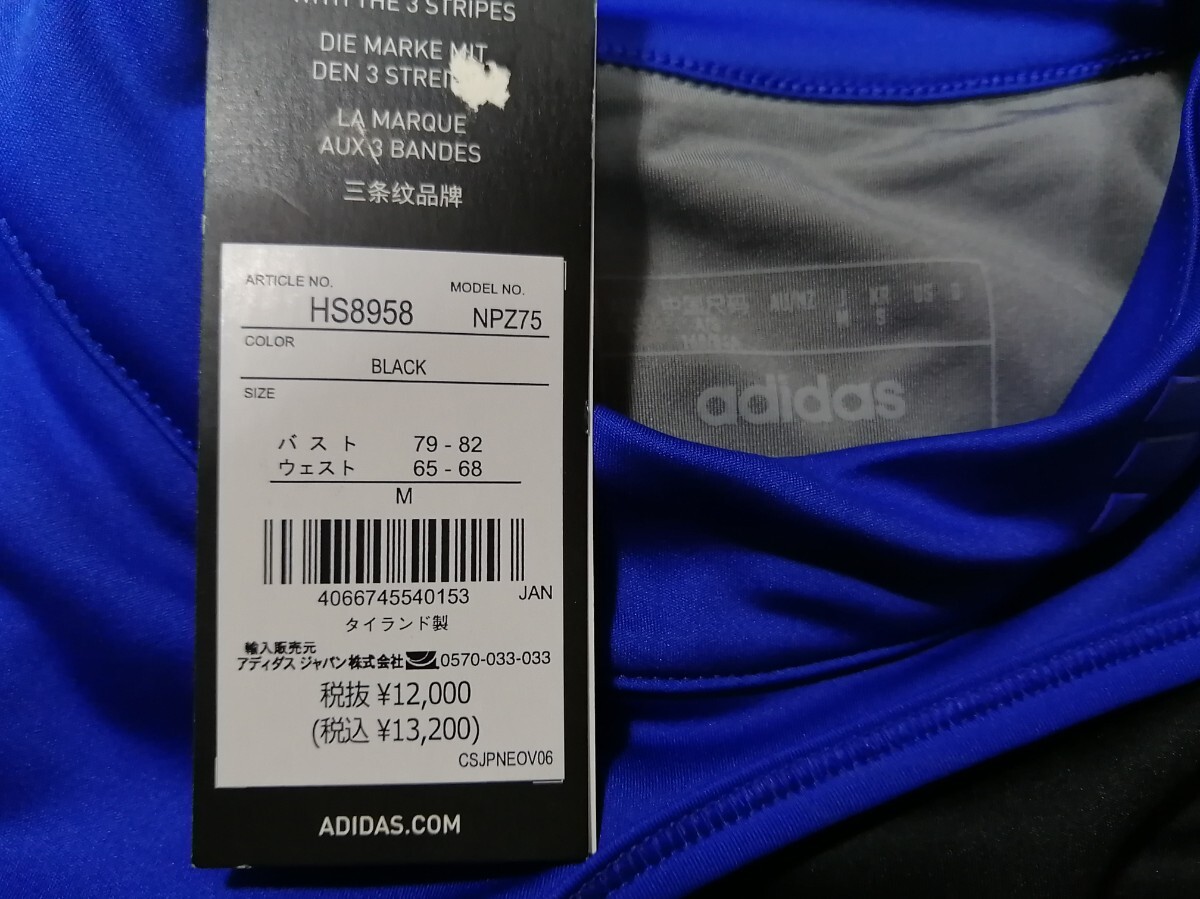 WITH THE 3 STRIPES
DIE MARKE MIT
DEN 3
LA MARQUE
AUX 3 BANDES
三条纹品牌
ARTICLE NO.
HS8958
MODEL NO.
NPZ75
COLOR
BLACK
SIZE
バスト 79 - 82
ウェスト 65 - 68
M
4066745540153 JAN
タイランド製
輸入販売元
アディダス ジャパン株式会社 0570-033-033
税抜 ¥12,000
(税込 ¥13,200)
CSJPNEOV06
ADIDAS.COM
AU/NZ J KR US
M S
adidas